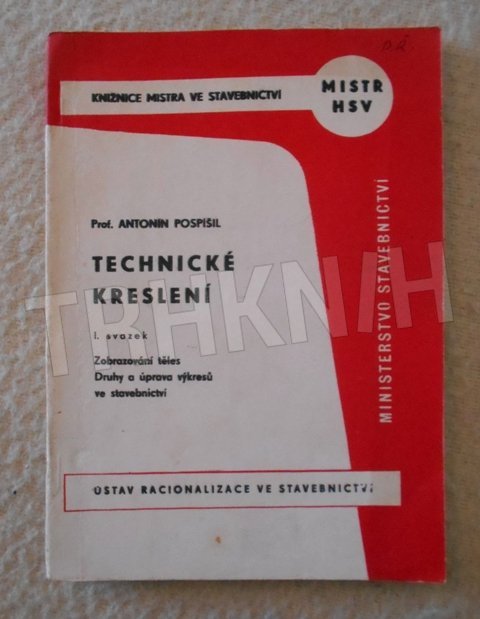 D.Ř.
KNIŽNICE MISTRA VE STAVEBNICTVÍ
MISTR
HSV
Prof. ANTONÍN POSPÍŠIL
TECHNICKÉ
KRESLENÍ
I. svazek
Zobrazování těles
Druhy a úprava výkresů
ve stavebnictví
MINISTERSTVO STAVEBNICTVÍ
ÚSTAV RACIONALIZACE VE STAVEBNICTVÍ
TRHKNIH